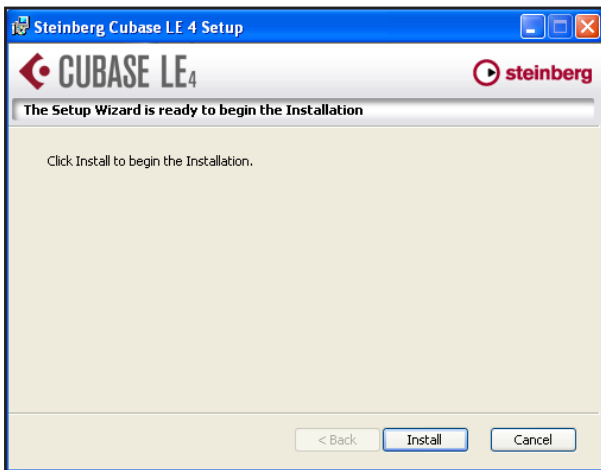 Steinberg Cubase LE 4 Setup
CUBASE LE4
steinberg
The Setup Wizard is ready to begin the Installation
Click Install to begin the Installation.
< Back Install Cancel